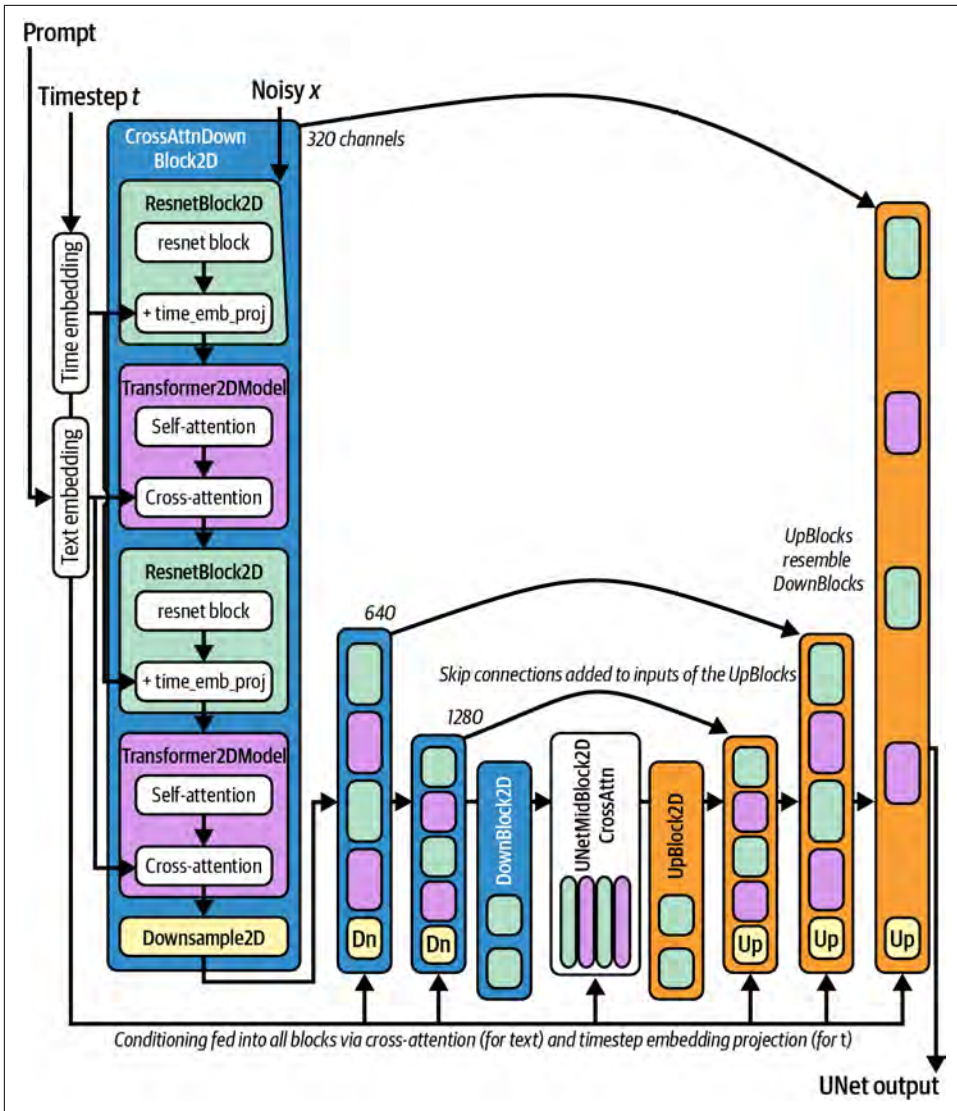 Prompt
Timestep t
Noisy x
CrossAttnDown
Block2D
320 channels
ResnetBlock2D
resnet block
+ time_emb_proj
Time embedding
Transformer2DModel
Self-attention
Cross-attention
Text embedding
ResnetBlock2D
resnet block
+ time_emb_proj
Transformer2DModel
Self-attention
Cross-attention
Downsample2D
UpBlocks
resemble
DownBlocks
640
Skip connections added to inputs of the UpBlocks
1280
DownBlock2D
UNetMidBlock2D
CrossAttn
UpBlock2D
Dn
Dn
Up
Up
Up
Conditioning fed into all blocks via cross-attention (for text) and timestep embedding projection (for t)
UNet output